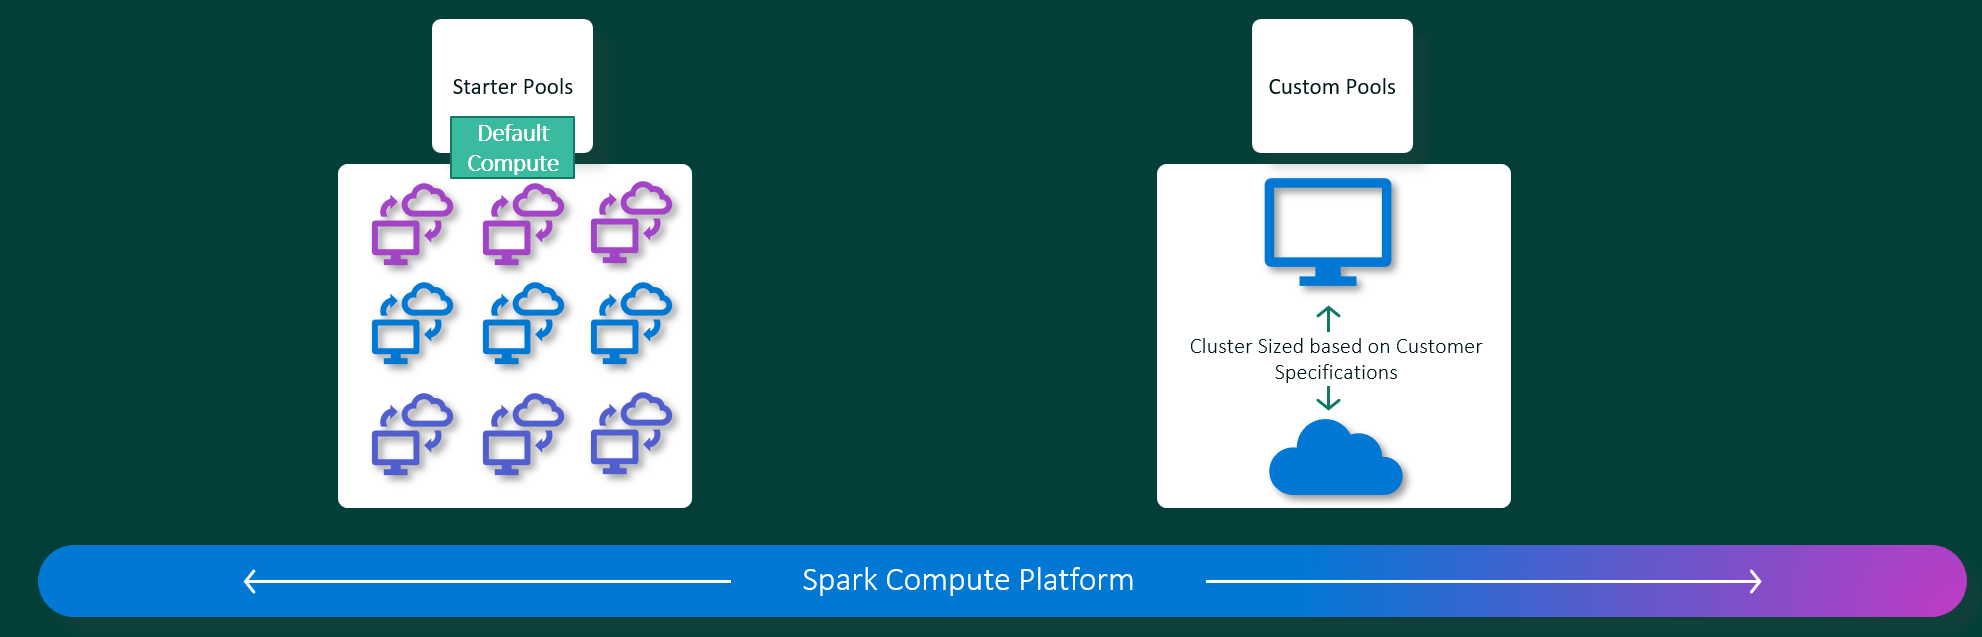 Starter Pools
Default
Compute
Custom Pools
Cluster Sized based on Customer
Specifications
Spark Compute Platform